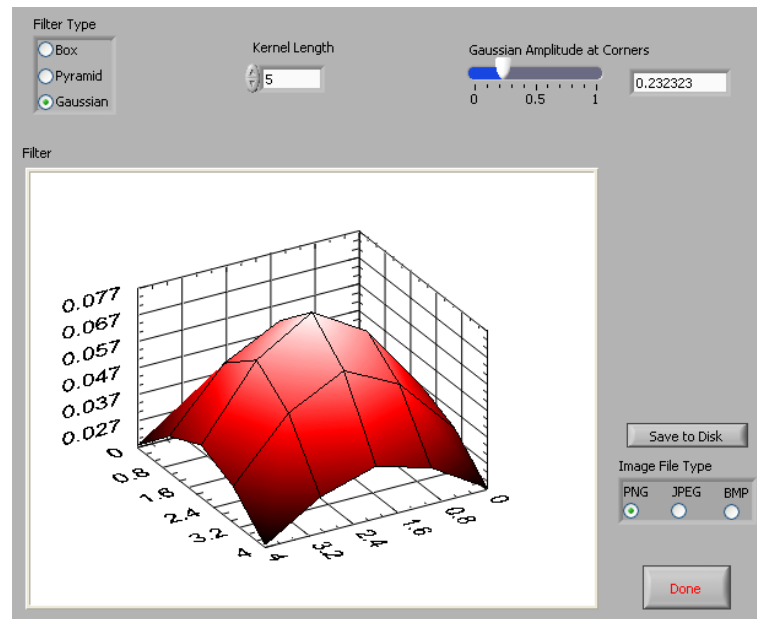 Filter Type
Box
Pyramid
Gaussian
Kernel Length
5
Gaussian Amplitude at Corners
0 0.5 1
0.232323
Filter
0.077
0.067
0.057
0.047
0.037
0.027
0
0.8
1.6
2.4
3.2
4
4
3.2
2.4
1.6
0.8
0
Save to Disk
Image File Type
PNG JPEG BMP
Done